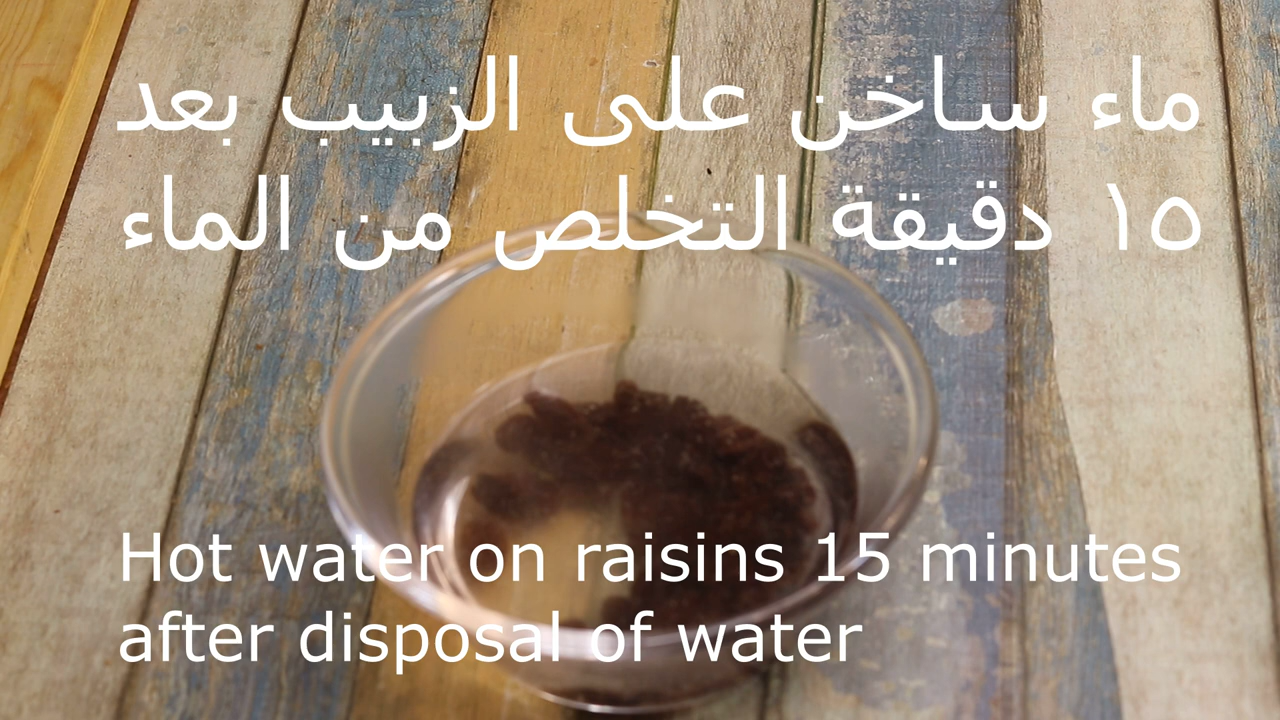 ماء ساخن على الزبيب بعد
١٥ دقيقة التخلص من الماء
Hot water on raisins 15 minutes
after disposal of water